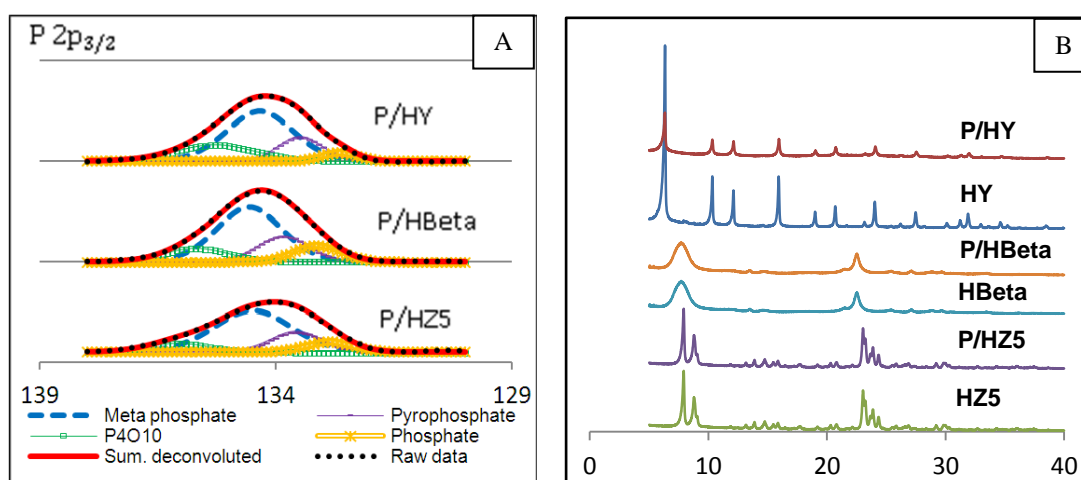 P 2p3/2
A
P/HY
P/HBeta
P/HZ5
139 134 129
Meta phosphate
Pyrophosphate
P4O10
Phosphate
Sum. deconvoluted
Raw data
B
P/HY
HY
P/HBeta
HBeta
P/HZ5
HZ5
0 10 20 30 40